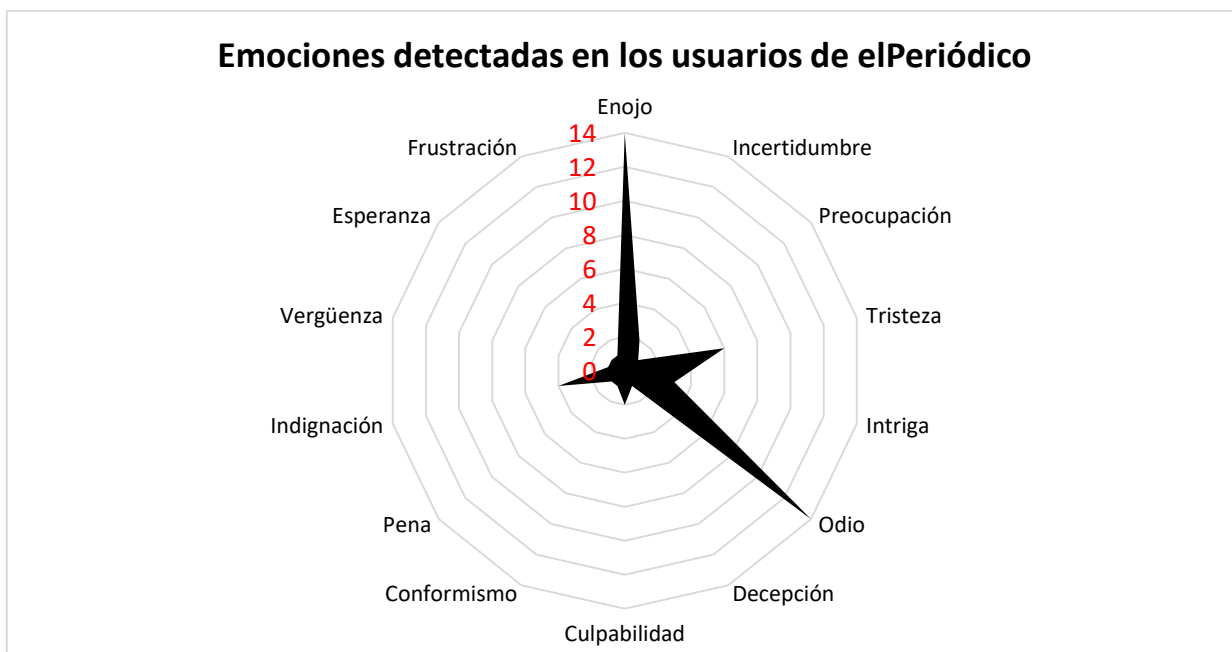 Emociones detectadas en los usuarios de elPeriódico
Enojo
14
Frustración
Incertidumbre
12
10
Esperanza
Preocupación
8
6
4
Vergüenza
Tristeza
2
0
Indignación
Intriga
Pena
Odio
Conformismo
Decepción
Culpabilidad